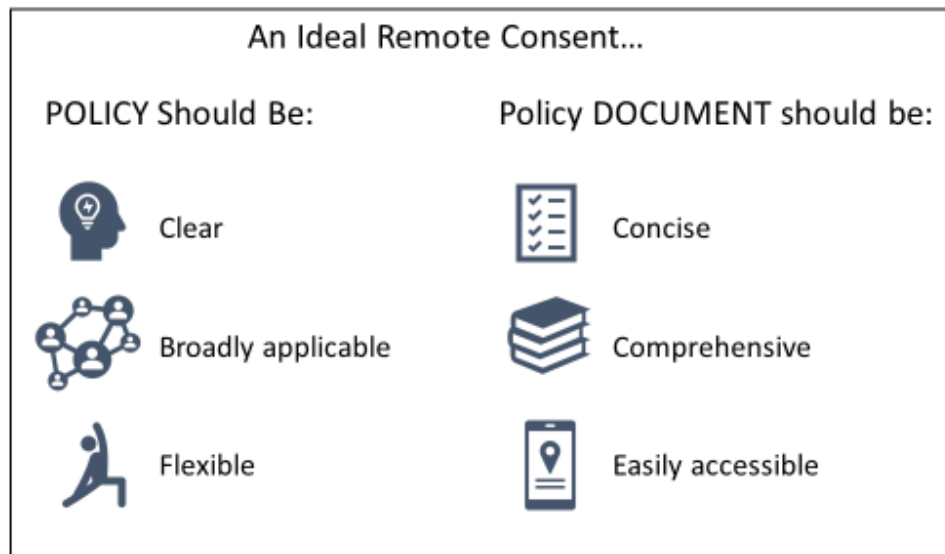 An Ideal Remote Consent...
POLICY Should Be:
Policy DOCUMENT should be:
Clear
Concise
Broadly applicable
Comprehensive
Flexible
Easily accessible